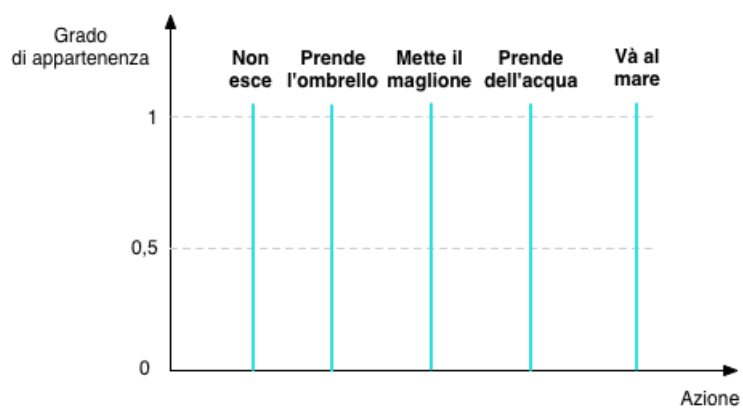 Grado
di appartenenza
Non
esce
Prende
l'ombrello
Mette il
maglione
Prende
dell'acqua
Và al
mare
1
0,5
0
Azione